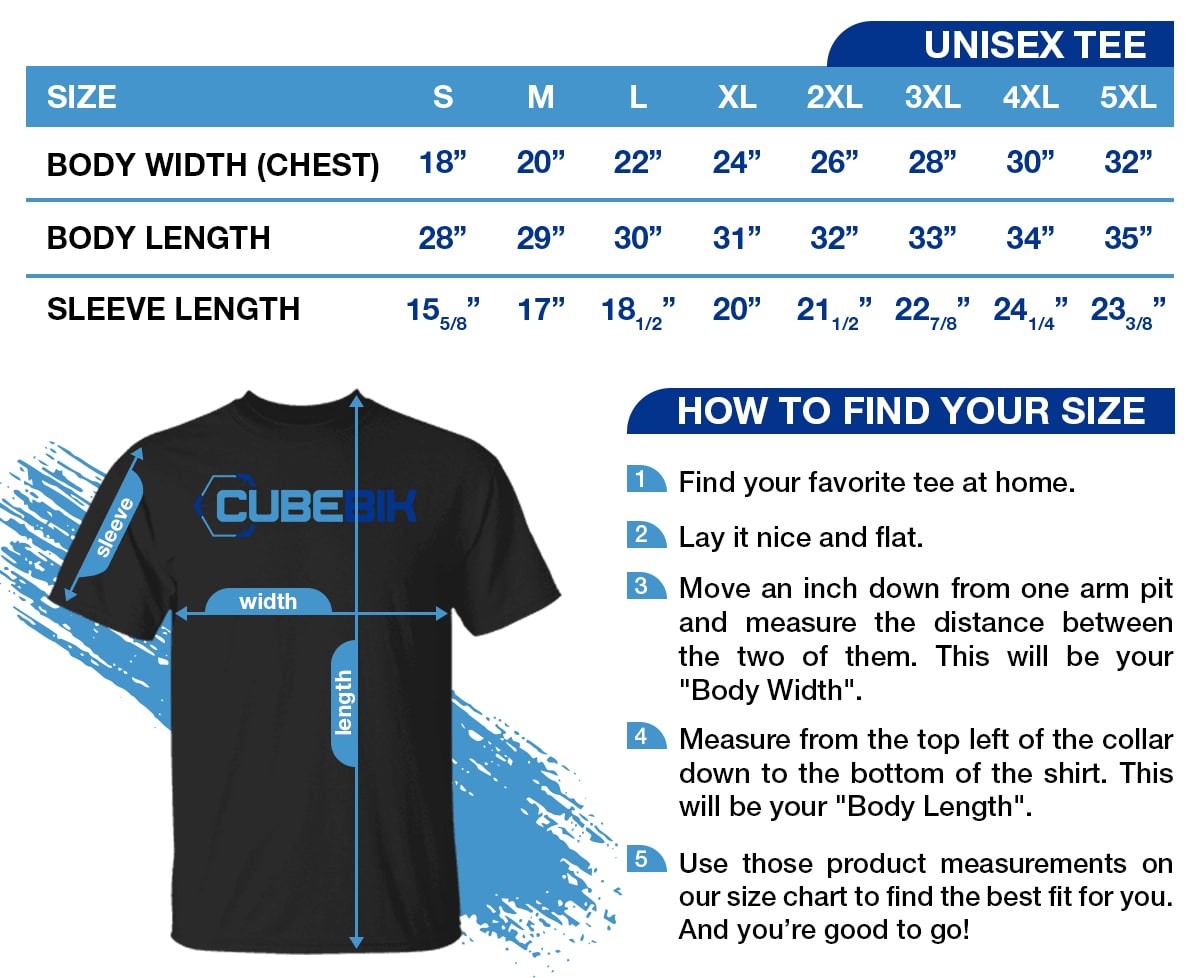 UNISEX TEE
SIZE S M L XL 2XL 3XL 4XL 5XL
BODY WIDTH (CHEST) 18” 20” 22” 24” 26” 28” 30” 32”
BODY LENGTH 28” 29” 30” 31” 32” 33” 34” 35”
SLEEVE LENGTH 15 5/8” 17” 18 1/2” 20” 21 1/2” 22 7/8” 24 1/4” 23 3/8”
CUBEBIK
sleeve
width
length
HOW TO FIND YOUR SIZE
1 Find your favorite tee at home.
2 Lay it nice and flat.
3 Move an inch down from one arm pit
and measure the distance between
the two of them. This will be your
"Body Width".
4 Measure from the top left of the collar
down to the bottom of the shirt. This
will be your "Body Length".
5 Use those product measurements on
our size chart to find the best fit for you.
And you’re good to go!